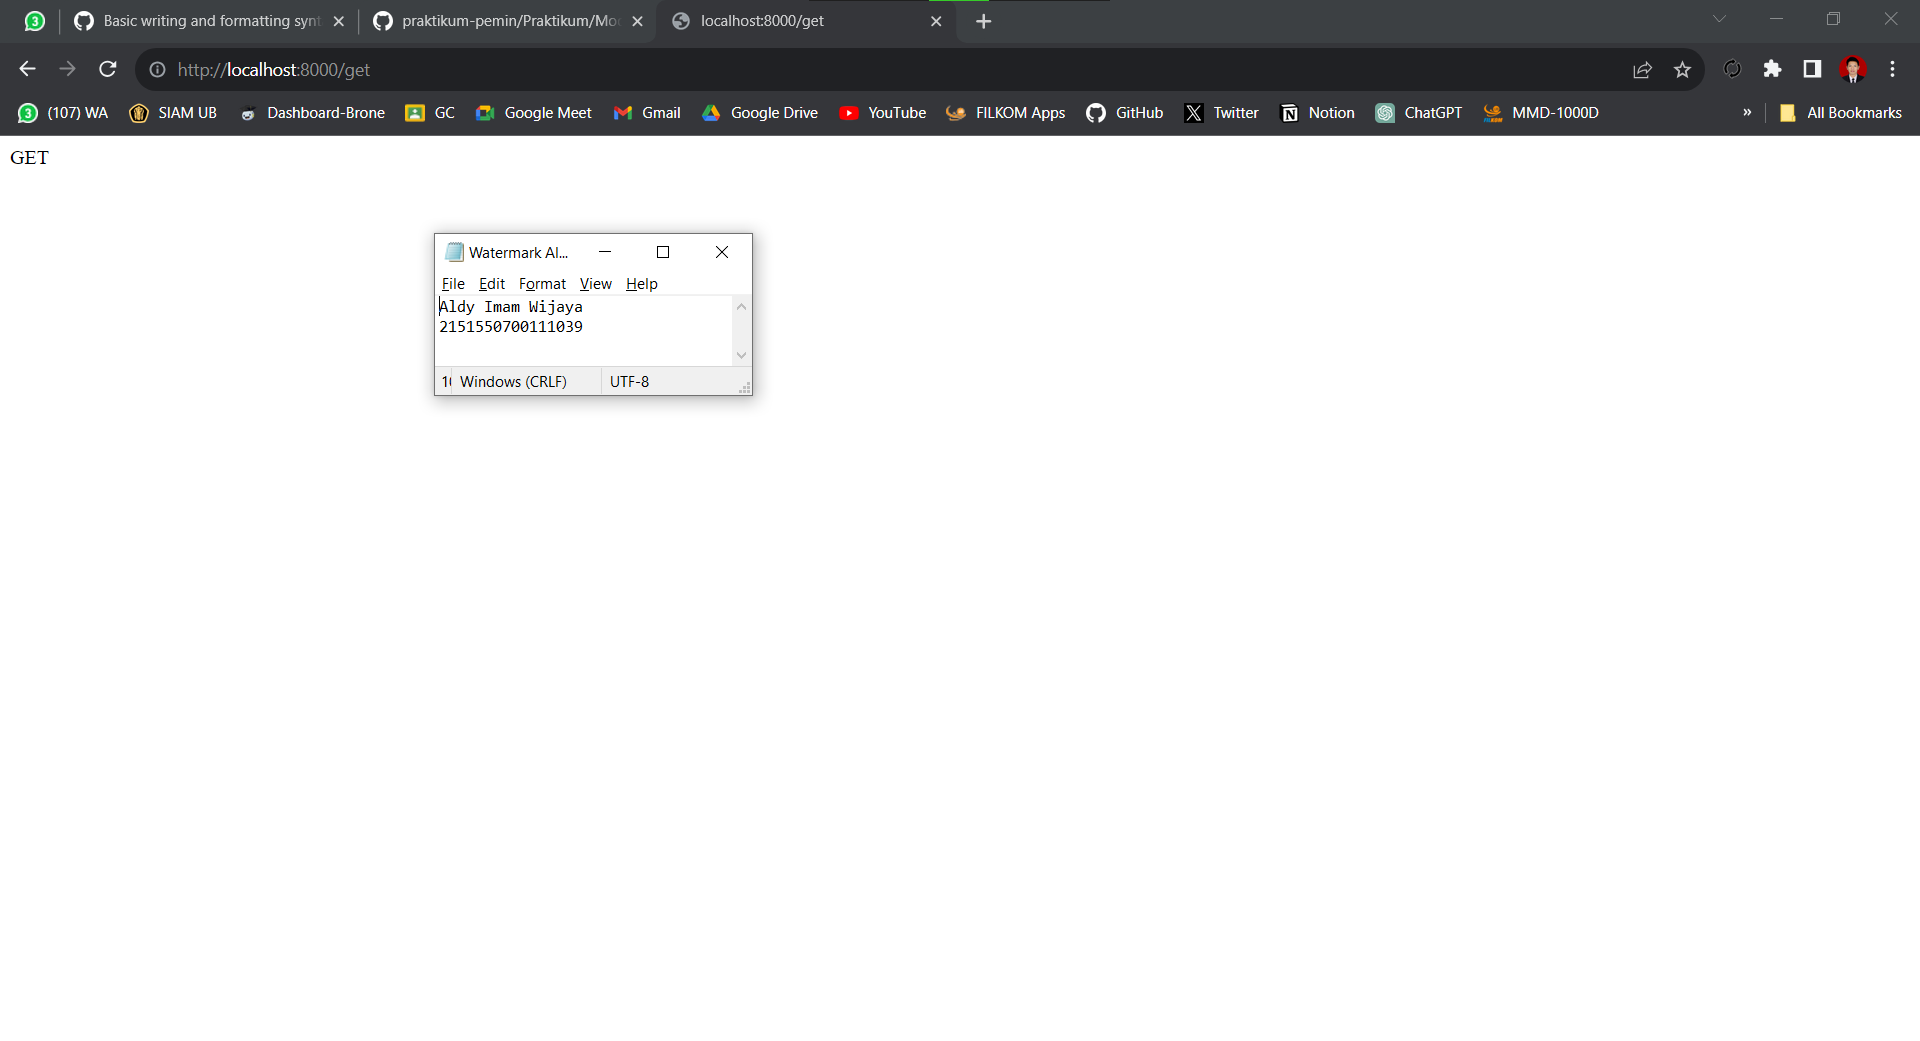 3
Basic writing and formatting synt
praktikum-pemin/Praktikum/Mo
localhost:8000/get
http://localhost:8000/get
3 (107) WA
SIAM UB
Dashboard-Brone
GC
Google Meet
Gmail
Google Drive
YouTube
FILKOM Apps
GitHub
Twitter
Notion
ChatGPT
MMD-1000D
»
All Bookmarks
GET
Watermark Al...
File Edit Format View Help
Aldy Imam Wijaya
2151550700111039
Windows (CRLF) UTF-8